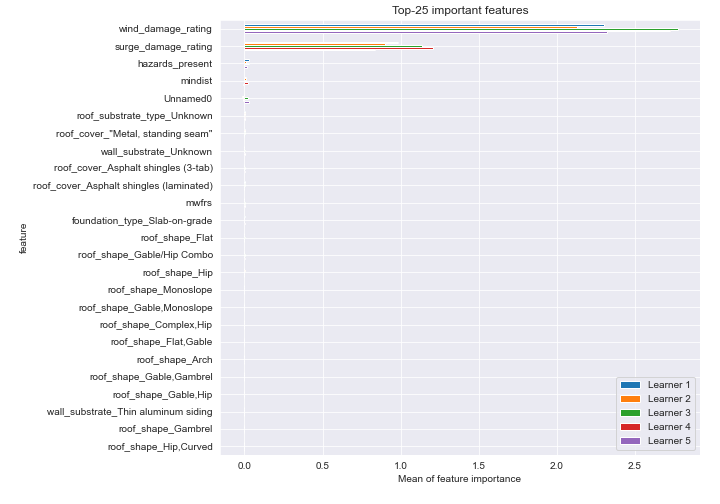 Top-25 important features
feature
wind_damage_rating
surge_damage_rating
hazards_present
mindist
Unnamed0
roof_substrate_type_Unknown
roof_cover_"Metal, standing seam"
wall_substrate_Unknown
roof_cover_Asphalt shingles (3-tab)
roof_cover_Asphalt shingles (laminated)
mwfrs
foundation_type_Slab-on-grade
roof_shape_Flat
roof_shape_Gable/Hip Combo
roof_shape_Hip
roof_shape_Monoslope
roof_shape_Gable,Monoslope
roof_shape_Complex,Hip
roof_shape_Flat,Gable
roof_shape_Arch
roof_shape_Gable,Gambrel
roof_shape_Gable,Hip
wall_substrate_Thin aluminum siding
roof_shape_Gambrel
roof_shape_Hip,Curved
Learner 1
Learner 2
Learner 3
Learner 4
Learner 5
0.0 0.5 1.0 1.5 2.0 2.5
Mean of feature importance